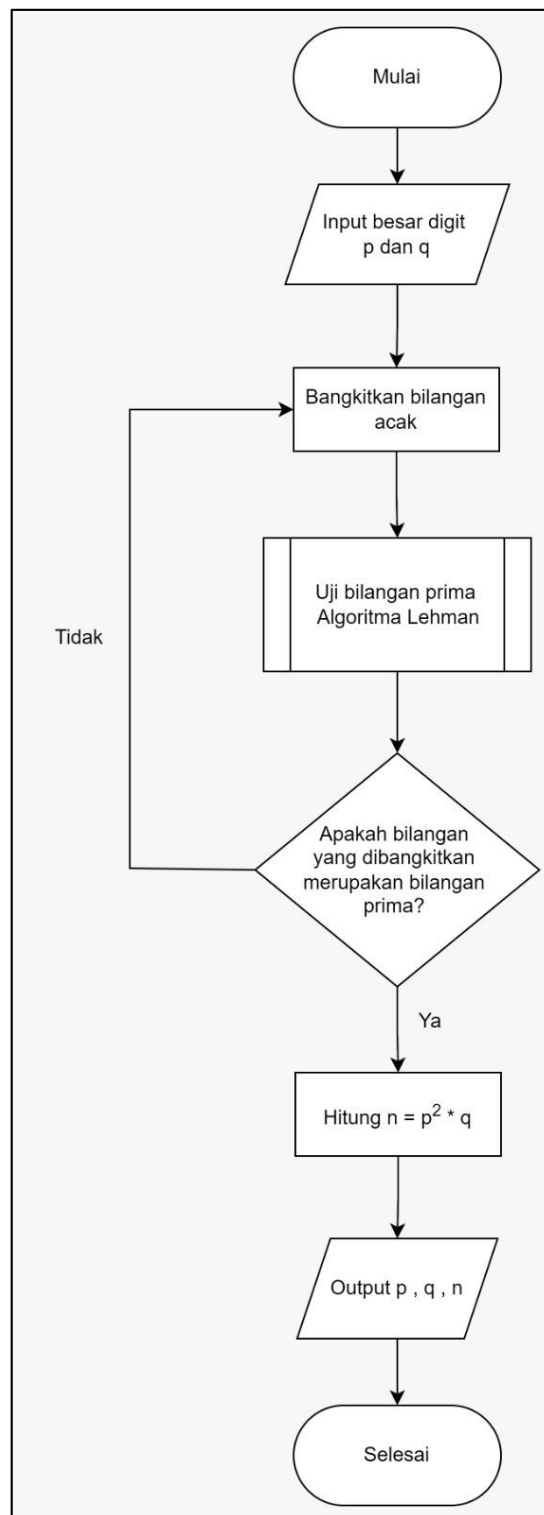 Mulai
Input besar digit
p dan q
Bangkitkan bilangan
acak
Uji bilangan prima
Algoritma Lehman
Tidak
Apakah bilangan
yang dibangkitkan
merupakan bilangan
prima?
Ya
Hitung n = p² * q
Output p , q , n
Selesai